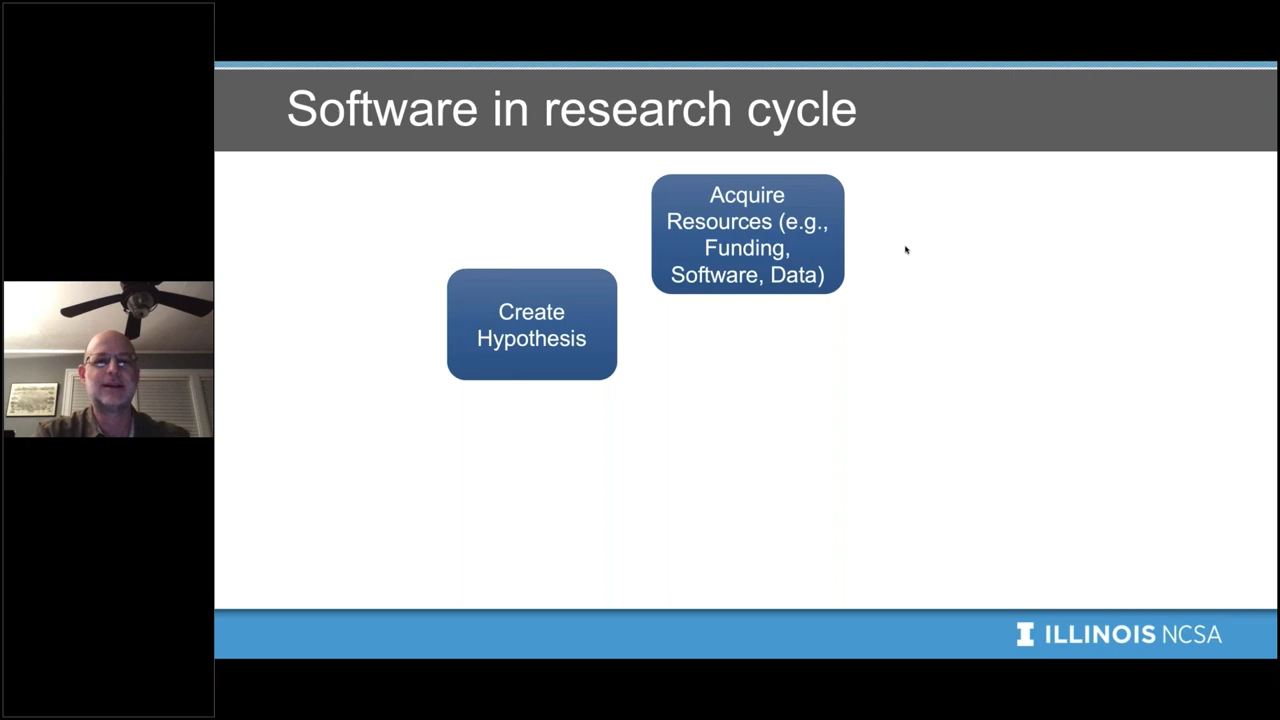 Software in research cycle
Acquire
Resources (e.g.,
Funding,
Software, Data)
Create
Hypothesis
ILLINOIS NCSA